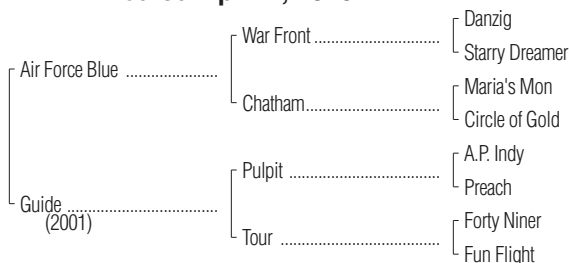 Danzig
War Front
Starry Dreamer
Air Force Blue
Maria's Mon
Chatham
Circle of Gold
A.P. Indy
Pulpit
Preach
Guide
(2001)
Forty Niner
Tour
Fun Flight